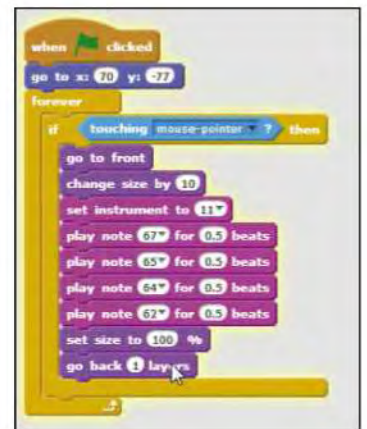 when clicked
go to x: 70 y: -77
forever
if touching mouse-pointer ? then
go to front
change size by 10
set instrument to 11
play note 67 for 0.5 beats
play note 65 for 0.5 beats
play note 64 for 0.5 beats
play note 62 for 0.5 beats
set size to 100 %
go back 1 layers